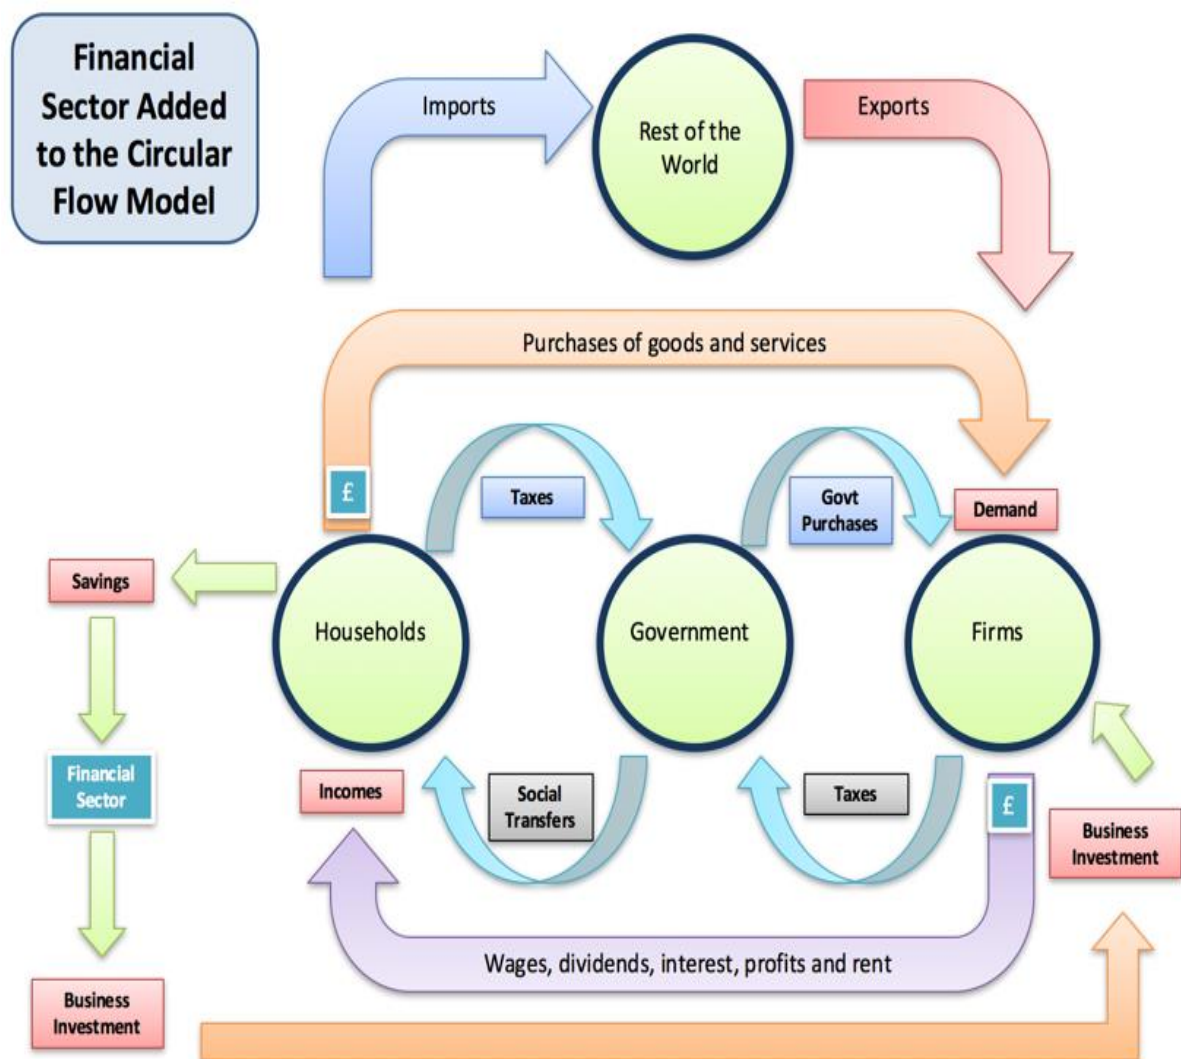 Financial
Sector Added
to the Circular
Flow Model
Imports
Rest of the
World
Exports
Purchases of goods and services
£
Taxes
Govt
Purchases
Demand
Savings
Households
Government
Firms
Financial
Sector
Incomes
Social
Transfers
Taxes
£
Business
Investment
Wages, dividends, interest, profits and rent
Business
Investment